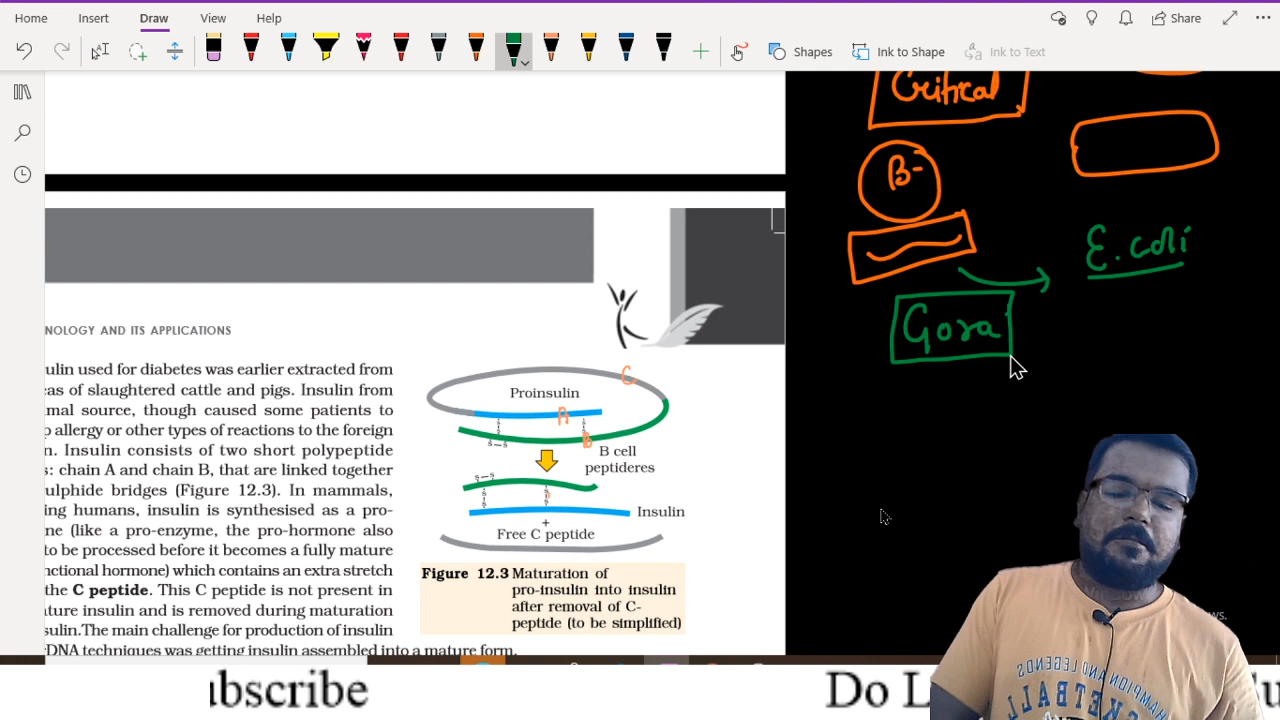 Home Insert Draw View Help Share
Shapes Ink to Shape Ink to Text
Critical
B-
E.coli
Gora
NOLOGY AND ITS APPLICATIONS
ulin used for diabetes was earlier extracted from
eas of slaughtered cattle and pigs. Insulin from
mal source, though caused some patients to
p allergy or other types of reactions to the foreign
n. Insulin consists of two short polypeptide
s: chain A and chain B, that are linked together
sulphide bridges (Figure 12.3). In mammals,
ing humans, insulin is synthesised as a pro-
ne (like a pro-enzyme, the pro-hormone also
to be processed before it becomes a fully mature
nctional hormone) which contains an extra stretch
the C peptide. This C peptide is not present in
ture insulin and is removed during maturation
sulin.The main challenge for production of insulin
rDNA techniques was getting insulin assembled into a mature form.
C
Proinsulin
A
B
s–s
B cell
peptideres
s–s
Insulin
+
Free C peptide
Figure 12.3 Maturation of
pro-insulin into insulin
after removal of C-
peptide (to be simplified)
CHAMPION AND LEGENDS
BASKETBALL
ubscribe
Do L